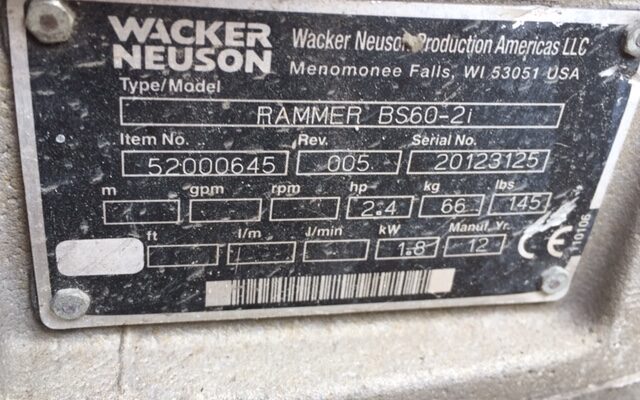 WACKER
NEUSON
Wacker Neuson Production Americas LLC
Menomonee Falls, WI 53051 USA
Type/Model
RAMMER BS60-2i
Item No. Rev. Serial No.
52000645 005 20123125
m gpm rpm hp kg lbs
2.4 66 145
ft l/m J/min kW Manuf. Yr.
1.8 12 CE
10106